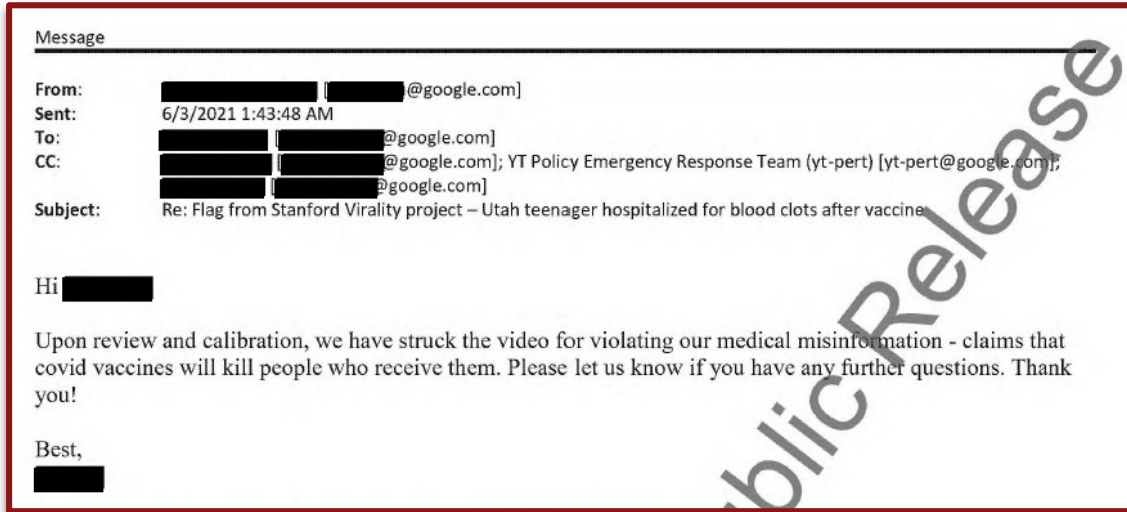 Message
From: [ @google.com]
Sent: 6/3/2021 1:43:48 AM
To: [ @google.com]
CC: [ @google.com]; YT Policy Emergency Response Team (yt-pert) [yt-pert@google.com];
[ @google.com]
Subject: Re: Flag from Stanford Virality project – Utah teenager hospitalized for blood clots after vaccine
Hi
Upon review and calibration, we have struck the video for violating our medical misinformation - claims that
covid vaccines will kill people who receive them. Please let us know if you have any further questions. Thank
you!
Best,
ublic Release